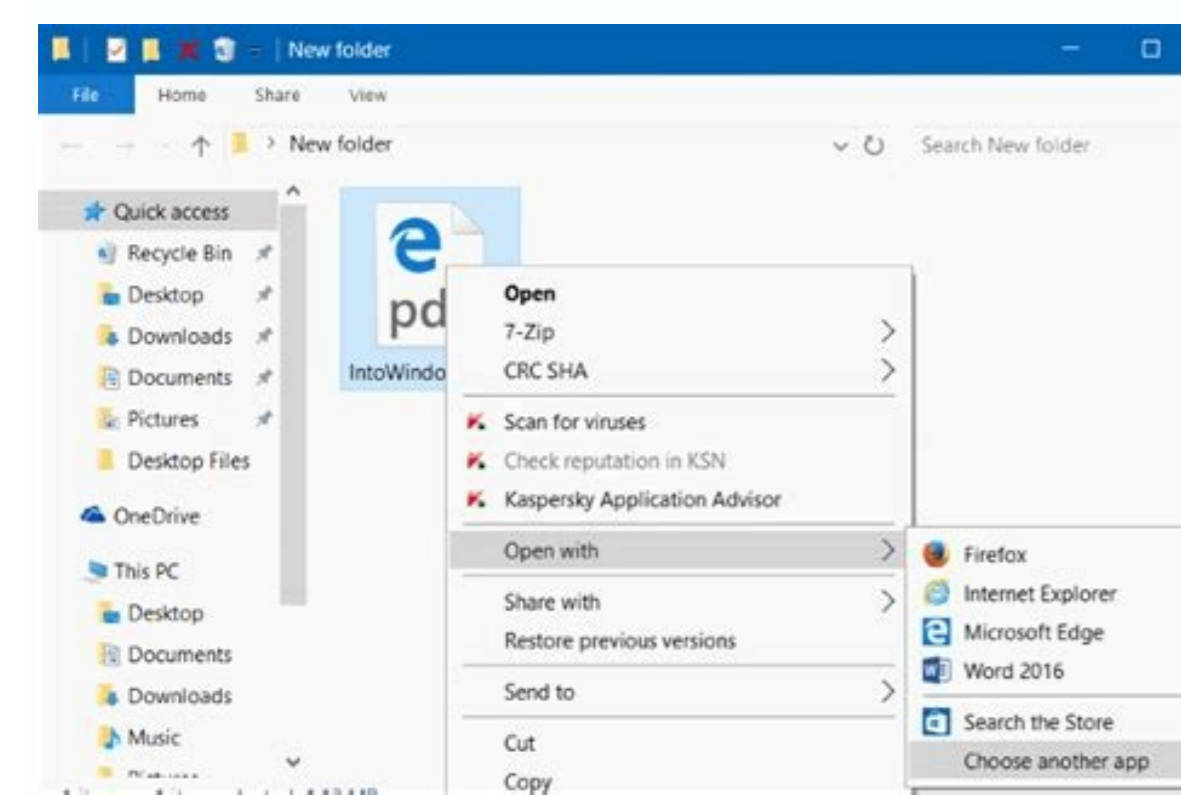 New folder
File Home Share View
New folder
Search New folder
Quick access
Recycle Bin
Desktop
Downloads
Documents
Pictures
Desktop Files
OneDrive
This PC
Desktop
Documents
Downloads
Music
pd
IntoWindo
Open
7-Zip
CRC SHA
Scan for viruses
Check reputation in KSN
Kaspersky Application Advisor
Open with
Share with
Restore previous versions
Send to
Cut
Copy
Firefox
Internet Explorer
Microsoft Edge
Word 2016
Search the Store
Choose another app